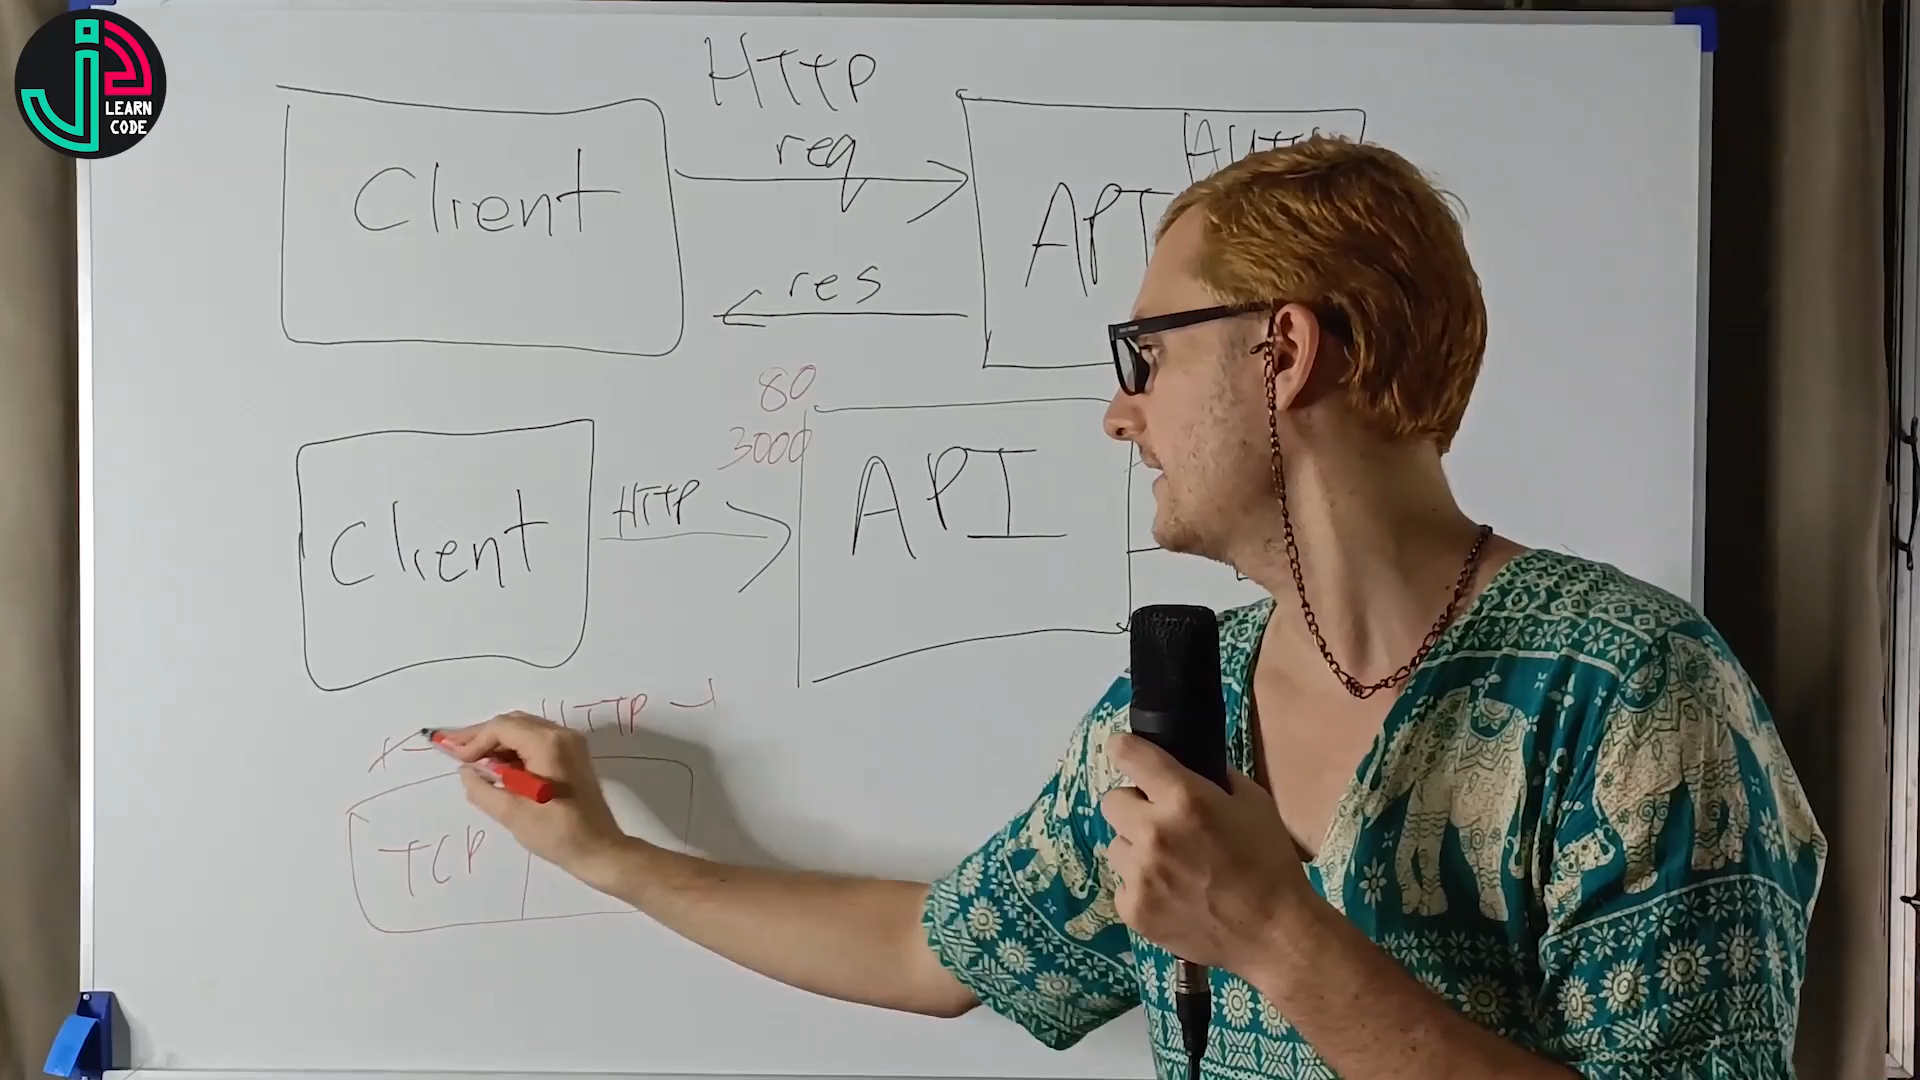 LEARN
CODE
HTTP
req
Client
API
res
80
3000
HTTP
API
Client
HTTP
TCP